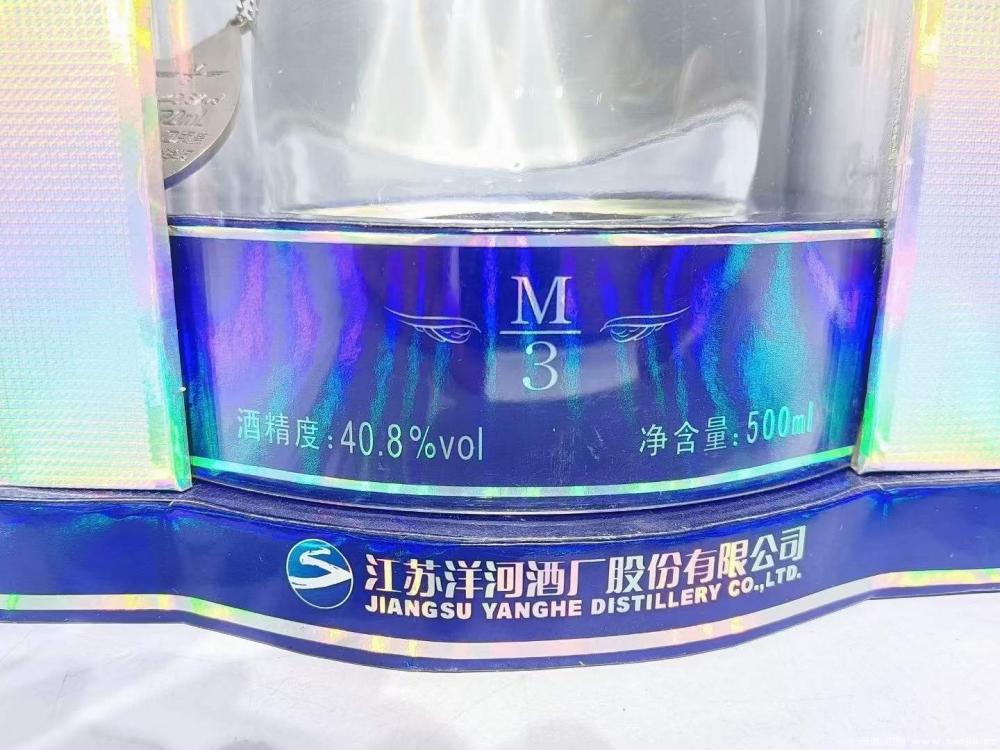 M
3
酒精度:40.8%vol
净含量:500ml
江苏洋河酒厂股份有限公司
JIANGSU YANGHE DISTILLERY CO.,LTD.